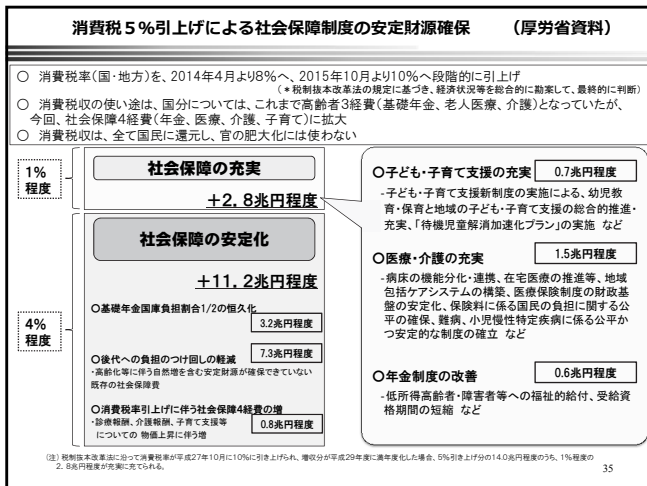 消費税５％引上げによる社会保障制度の安定財源確保　（厚労省資料）
○ 消費税率(国・地方)を、2014年4月より8％へ、2015年10月より10％へ段階的に引上げ
(＊税制抜本改革法の規定に基づき、経済状況等を総合的に勘案して、最終的に判断)
○ 消費税収の使い途は、国分については、これまで高齢者3経費(基礎年金、老人医療、介護)となっていたが、
今回、社会保障4経費(年金、医療、介護、子育て)に拡大
○ 消費税収は、全て国民に還元し、官の肥大化には使わない
1％
程度
社会保障の充実
＋2．8兆円程度
4％
程度
社会保障の安定化
＋11．2兆円程度
○基礎年金国庫負担割合1/2の恒久化
3.2兆円程度
○後代への負担のつけ回しの軽減
7.3兆円程度
・高齢化等に伴う自然増を含む安定財源が確保できていない
既存の社会保障費
○消費税率引上げに伴う社会保障4経費の増
・診療報酬、介護報酬、子育て支援等
についての 物価上昇に伴う増
0.8兆円程度
○子ども・子育て支援の充実
0.7兆円程度
-子ども・子育て支援新制度の実施による、幼児教
育・保育と地域の子ども・子育て支援の総合的推進・
充実、「待機児童解消加速化プラン」の実施 など
○医療・介護の充実
1.5兆円程度
-病床の機能分化・連携、在宅医療の推進等、地域
包括ケアシステムの構築、医療保険制度の財政基
盤の安定化、保険料に係る国民の負担に関する公
平の確保、難病、小児慢性特定疾病に係る公平か
つ安定的な制度の確立 など
○年金制度の改善
0.6兆円程度
-低所得高齢者・障害者等への福祉的給付、受給資
格期間の短縮 など
(注) 税制抜本改革法に沿って消費税率が平成27年10月に10％に引き上げられ、増収分が平成29年度に満年度化した場合、5％引き上げ分の14.0兆円程度のうち、1％程度の
2．8兆円程度が充実に充てられる。
35